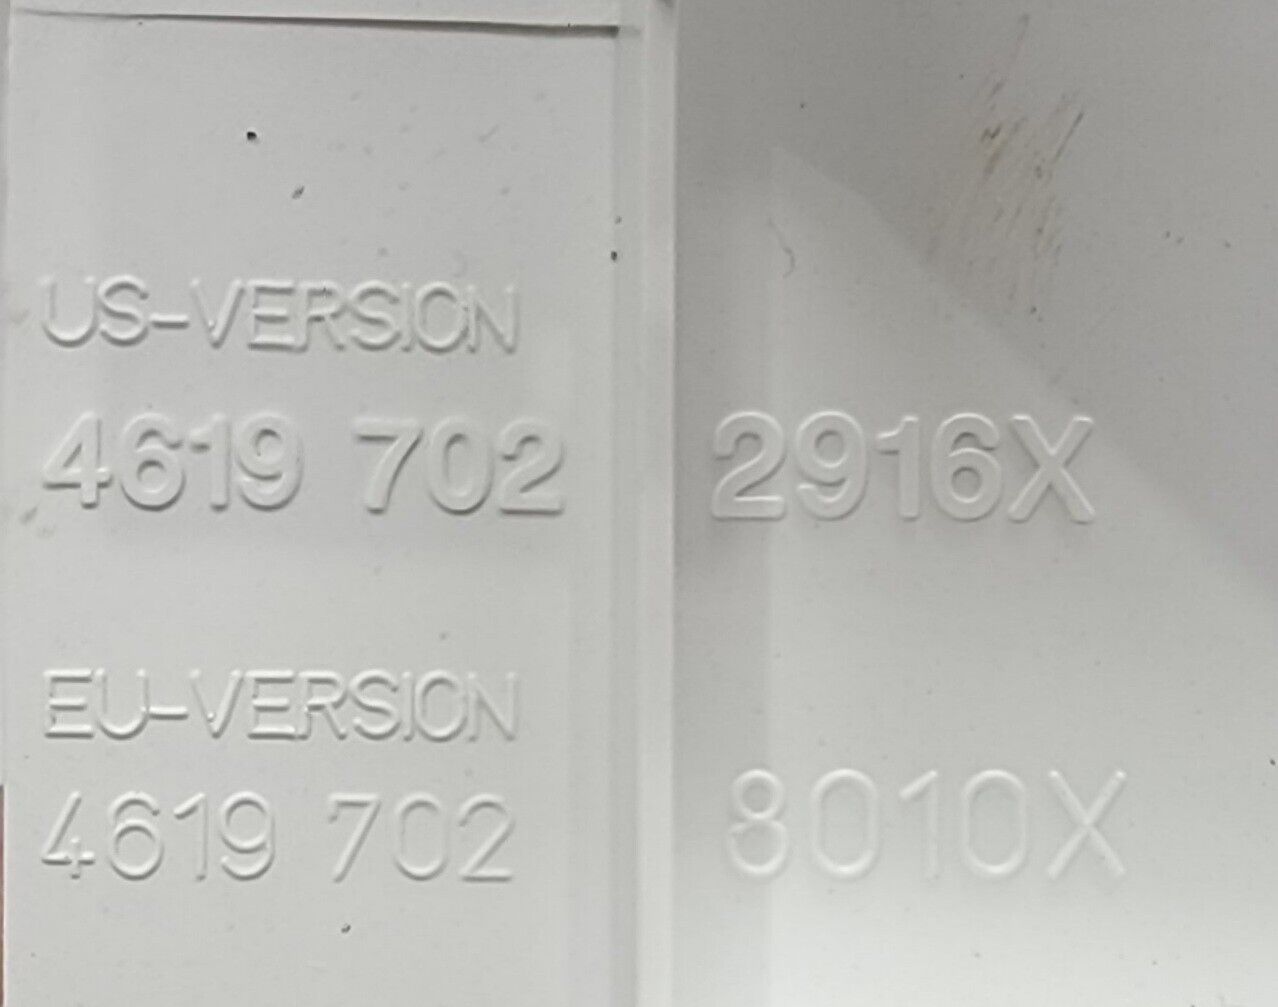 US-VERSION
4619 702 2916X
EU-VERSION
4619 702 8010X